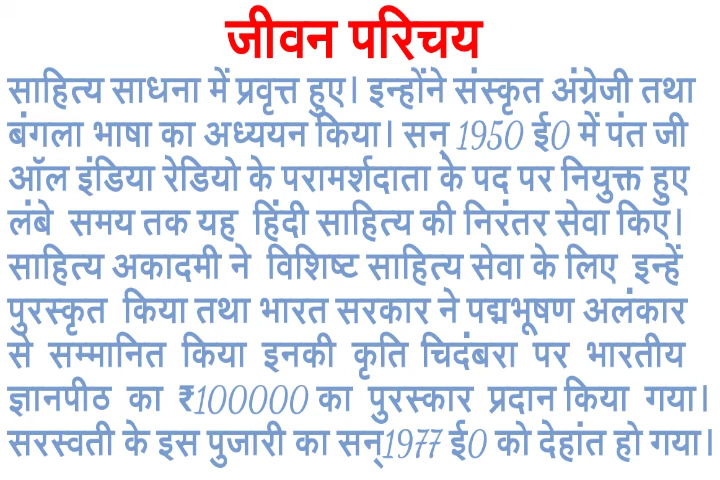 जीवन परिचय
साहित्य साधना में प्रवृत्त हुए। इन्होंने संस्कृत अंग्रेजी तथा
बंगला भाषा का अध्ययन किया। सन् 1950 ई0 में पंत जी
ऑल इंडिया रेडियो के परामर्शदाता के पद पर नियुक्त हुए
लंबे समय तक यह हिंदी साहित्य की निरंतर सेवा किए।
साहित्य अकादमी ने विशिष्ट साहित्य सेवा के लिए इन्हें
पुरस्कृत किया तथा भारत सरकार ने पद्मभूषण अलंकार
से सम्मानित किया इनकी कृति चिदंबरा पर भारतीय
ज्ञानपीठ का ₹100000 का पुरस्कार प्रदान किया गया।
सरस्वती के इस पुजारी का सन्1977 ई0 को देहांत हो गया।